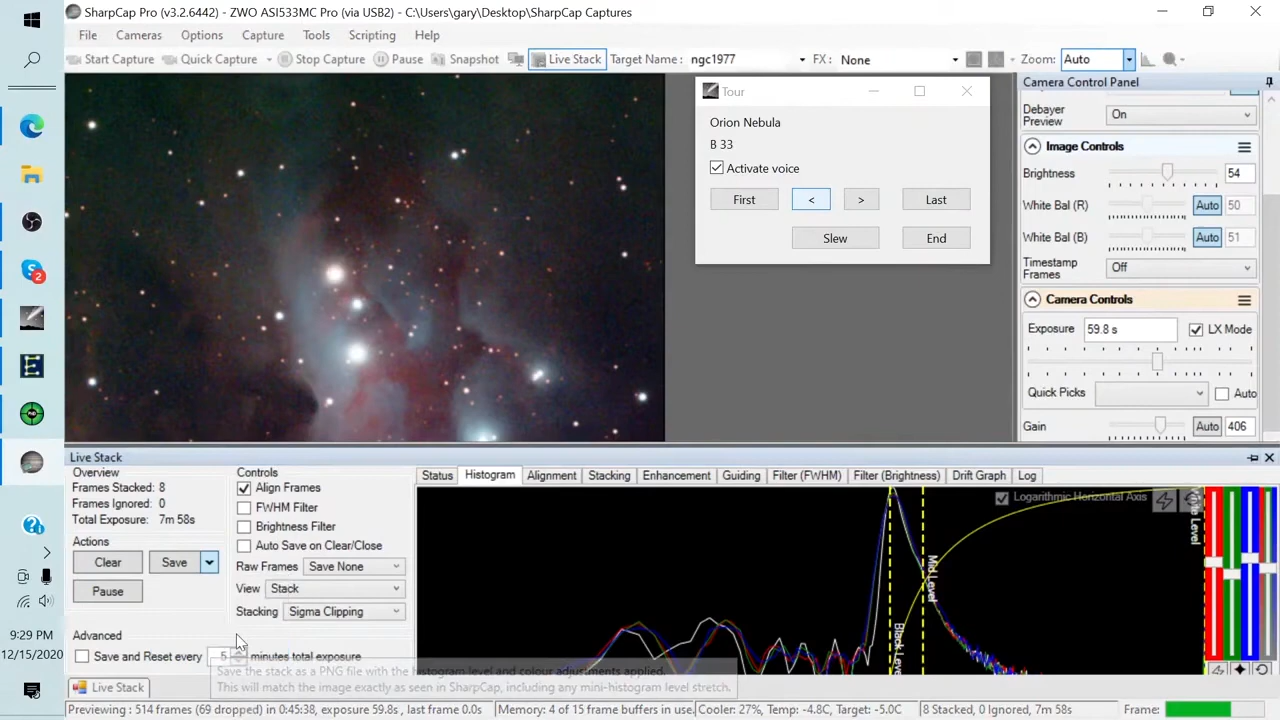 SharpCap Pro (v3.2.6442) - ZWO ASI533MC Pro (via USB2) - C:\Users\gary\Desktop\SharpCap Captures
File Cameras Options Capture Tools Scripting Help
Start Capture Quick Capture Stop Capture Pause Snapshot Live Stack Target Name : ngc1977 FX : None Zoom: Auto
Tour
Orion Nebula
B 33
Activate voice
First < > Last
Slew End
Camera Control Panel
Debayer Preview On
Image Controls
Brightness 54
White Bal (R) Auto 50
White Bal (B) Auto 51
Timestamp Frames Off
Camera Controls
Exposure 59.8 s LX Mode
Quick Picks Auto
Gain Auto 406
Live Stack
Overview
Frames Stacked: 8
Frames Ignored: 0
Total Exposure: 7m 58s
Actions
Clear Save
Pause
Advanced
Save and Reset every 5 minutes total exposure
Controls
Align Frames
FWHM Filter
Brightness Filter
Auto Save on Clear/Close
Raw Frames Save None
View Stack
Stacking Sigma Clipping
Status Histogram Alignment Stacking Enhancement Guiding Filter (FWHM) Filter (Brightness) Drift Graph Log
Logarithmic Horizontal Axis
White Level
Mid Level
Black Leve
Save the stack as a PNG file with the histogram level and colour adjustments applied.
This will match the image exactly as seen in SharpCap, including any mini-histogram level stretch.
Live Stack
2
9:29 PM
12/15/2020
Previewing : 514 frames (69 dropped) in 0:45:38, exposure 59.8s , last frame 0.0s Memory: 4 of 15 frame buffers in use. Cooler: 27%, Temp: -4.8C, Target: -5.0C 8 Stacked, 0 Ignored, 7m 58s Frame: